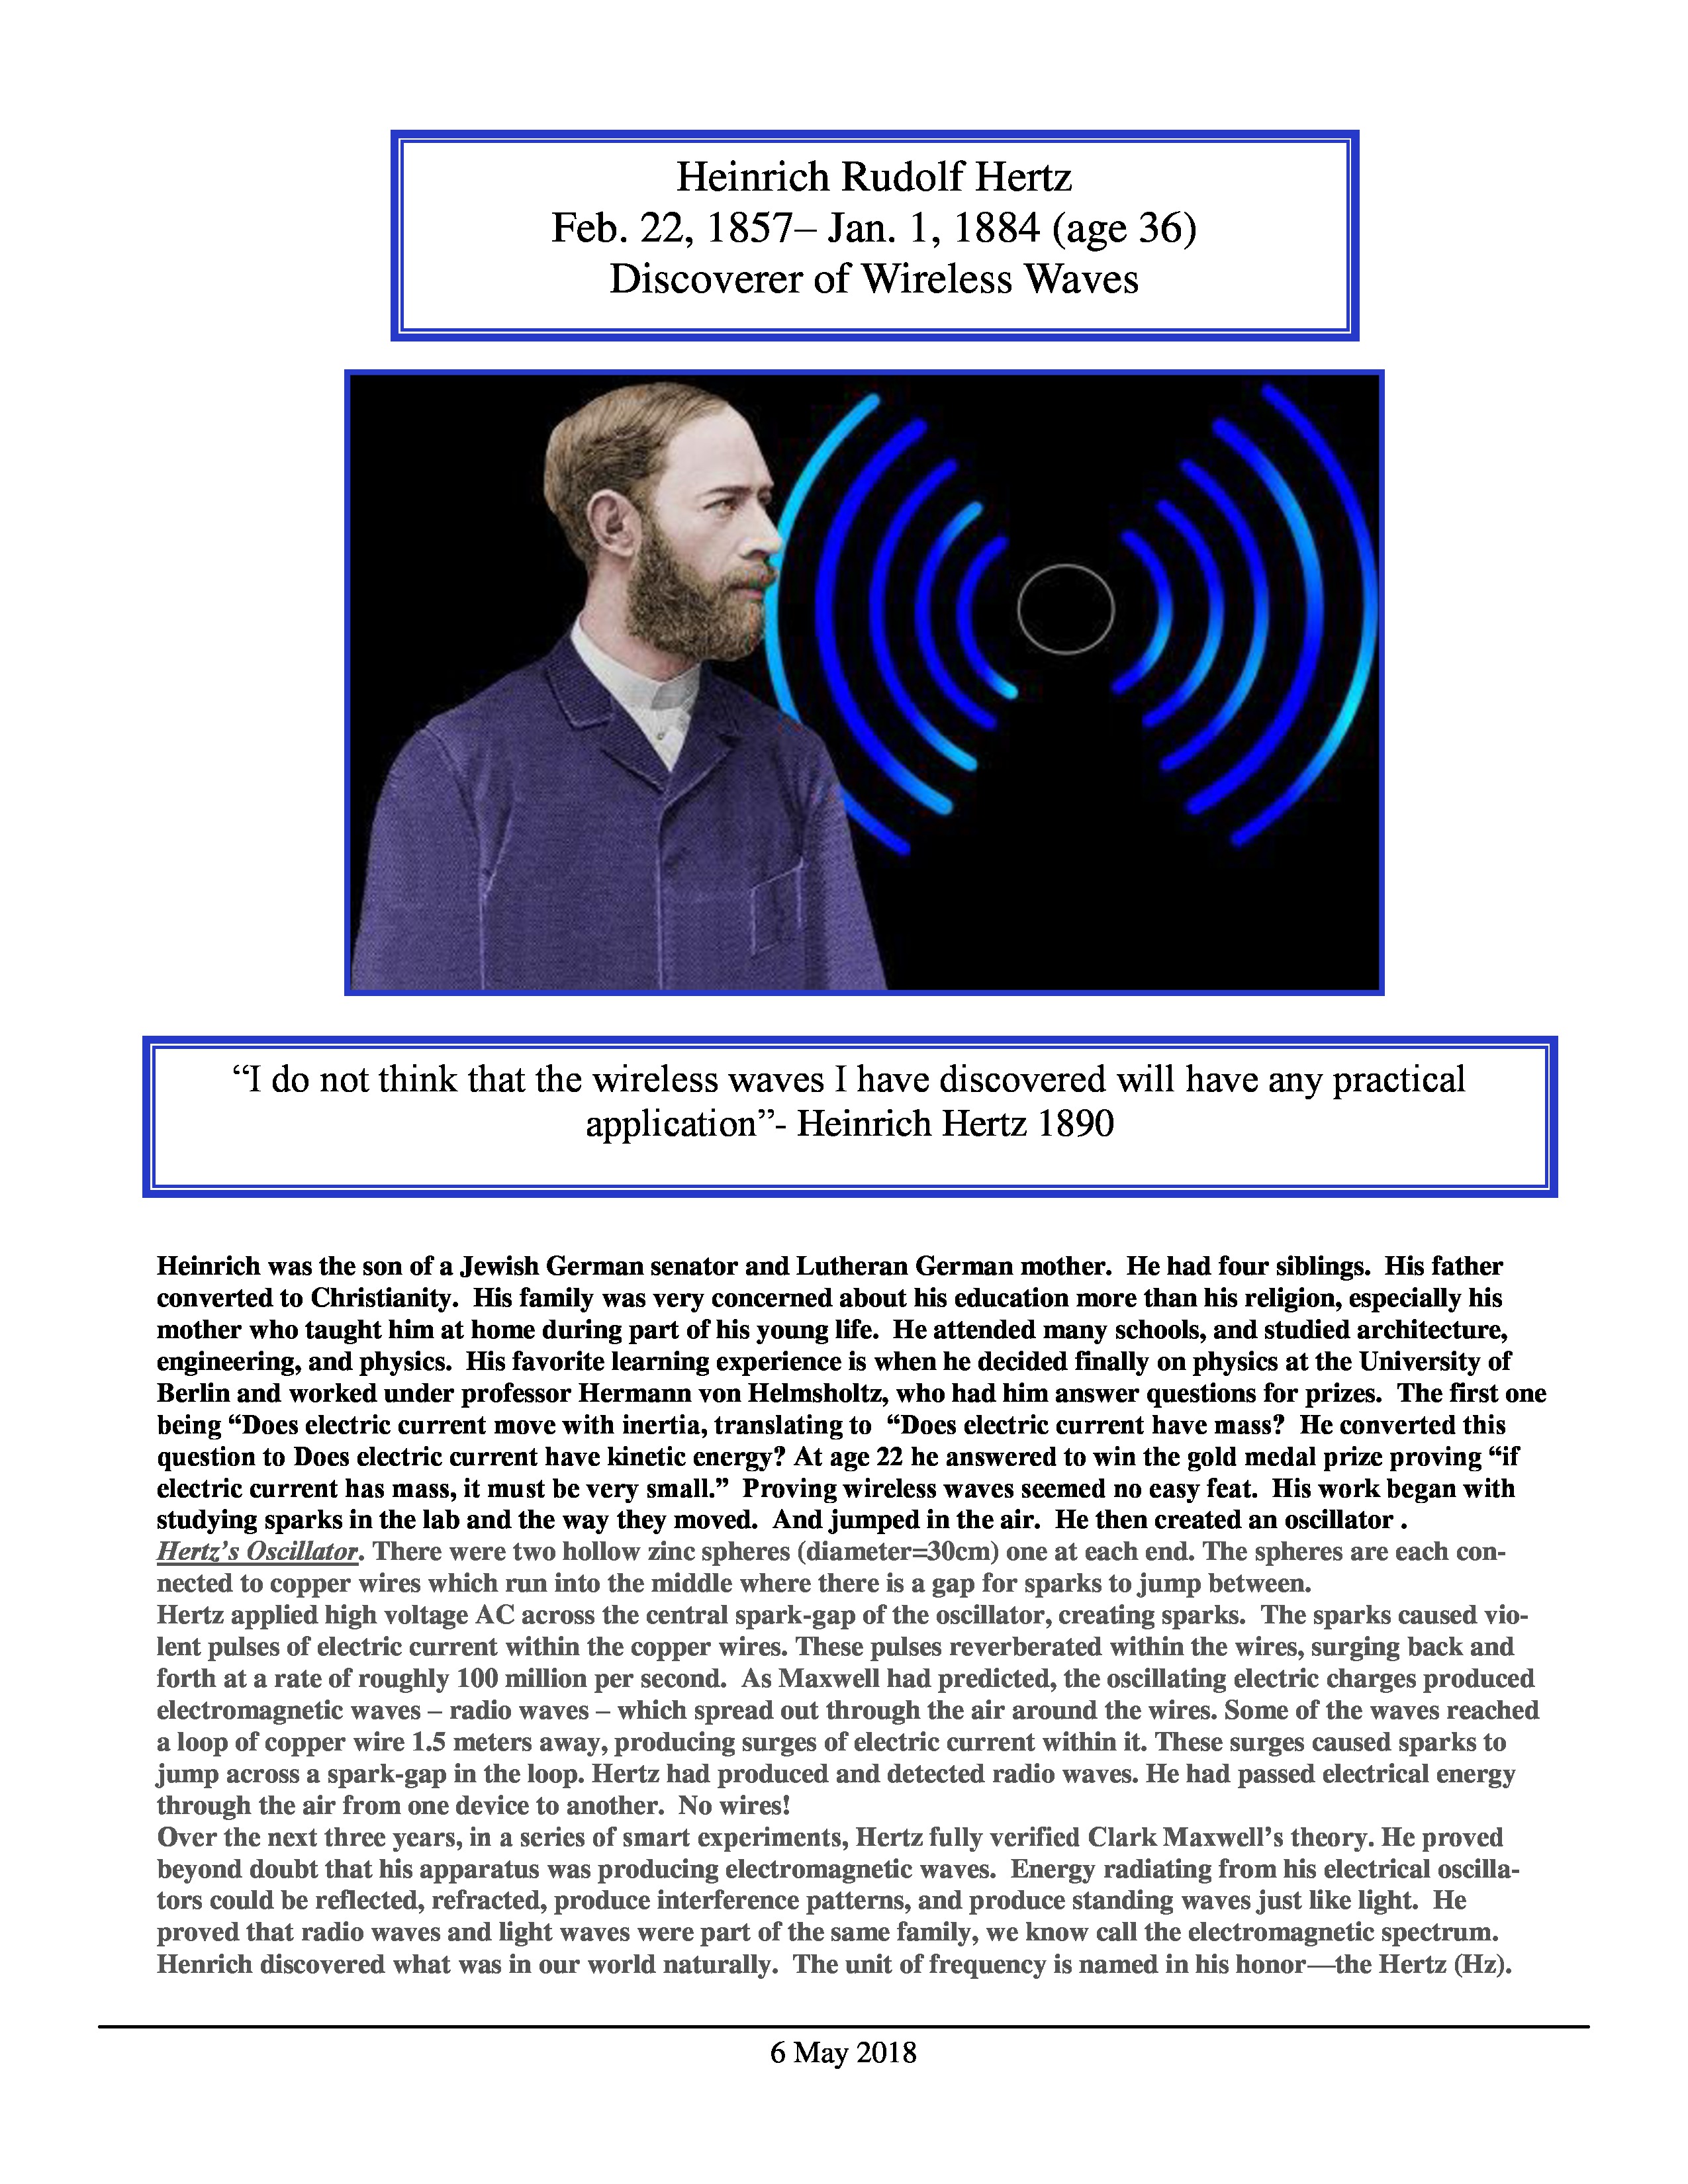 Heinrich Rudolf Hertz
Feb. 22, 1857– Jan. 1, 1884 (age 36)
Discoverer of Wireless Waves
“I do not think that the wireless waves I have discovered will have any practical
application”- Heinrich Hertz 1890
Heinrich was the son of a Jewish German senator and Lutheran German mother.  He had four siblings.  His father
converted to Christianity.  His family was very concerned about his education more than his religion, especially his
mother who taught him at home during part of his young life.  He attended many schools, and studied architecture,
engineering, and physics.  His favorite learning experience is when he decided finally on physics at the University of
Berlin and worked under professor Hermann von Helmsholtz, who had him answer questions for prizes.  The first one
being “Does electric current move with inertia, translating to  “Does electric current have mass?  He converted this
question to Does electric current have kinetic energy? At age 22 he answered to win the gold medal prize proving “if
electric current has mass, it must be very small.”  Proving wireless waves seemed no easy feat.  His work began with
studying sparks in the lab and the way they moved.  And jumped in the air.  He then created an oscillator .
Hertz’s Oscillator. There were two hollow zinc spheres (diameter=30cm) one at each end. The spheres are each con-
nected to copper wires which run into the middle where there is a gap for sparks to jump between.
Hertz applied high voltage AC across the central spark-gap of the oscillator, creating sparks.  The sparks caused vio-
lent pulses of electric current within the copper wires. These pulses reverberated within the wires, surging back and
forth at a rate of roughly 100 million per second.  As Maxwell had predicted, the oscillating electric charges produced
electromagnetic waves – radio waves – which spread out through the air around the wires. Some of the waves reached
a loop of copper wire 1.5 meters away, producing surges of electric current within it. These surges caused sparks to
jump across a spark-gap in the loop. Hertz had produced and detected radio waves. He had passed electrical energy
through the air from one device to another.  No wires!
Over the next three years, in a series of smart experiments, Hertz fully verified Clark Maxwell’s theory. He proved
beyond doubt that his apparatus was producing electromagnetic waves.  Energy radiating from his electrical oscilla-
tors could be reflected, refracted, produce interference patterns, and produce standing waves just like light.  He
proved that radio waves and light waves were part of the same family, we know call the electromagnetic spectrum.
Henrich discovered what was in our world naturally.  The unit of frequency is named in his honor—the Hertz (Hz).
6 May 2018